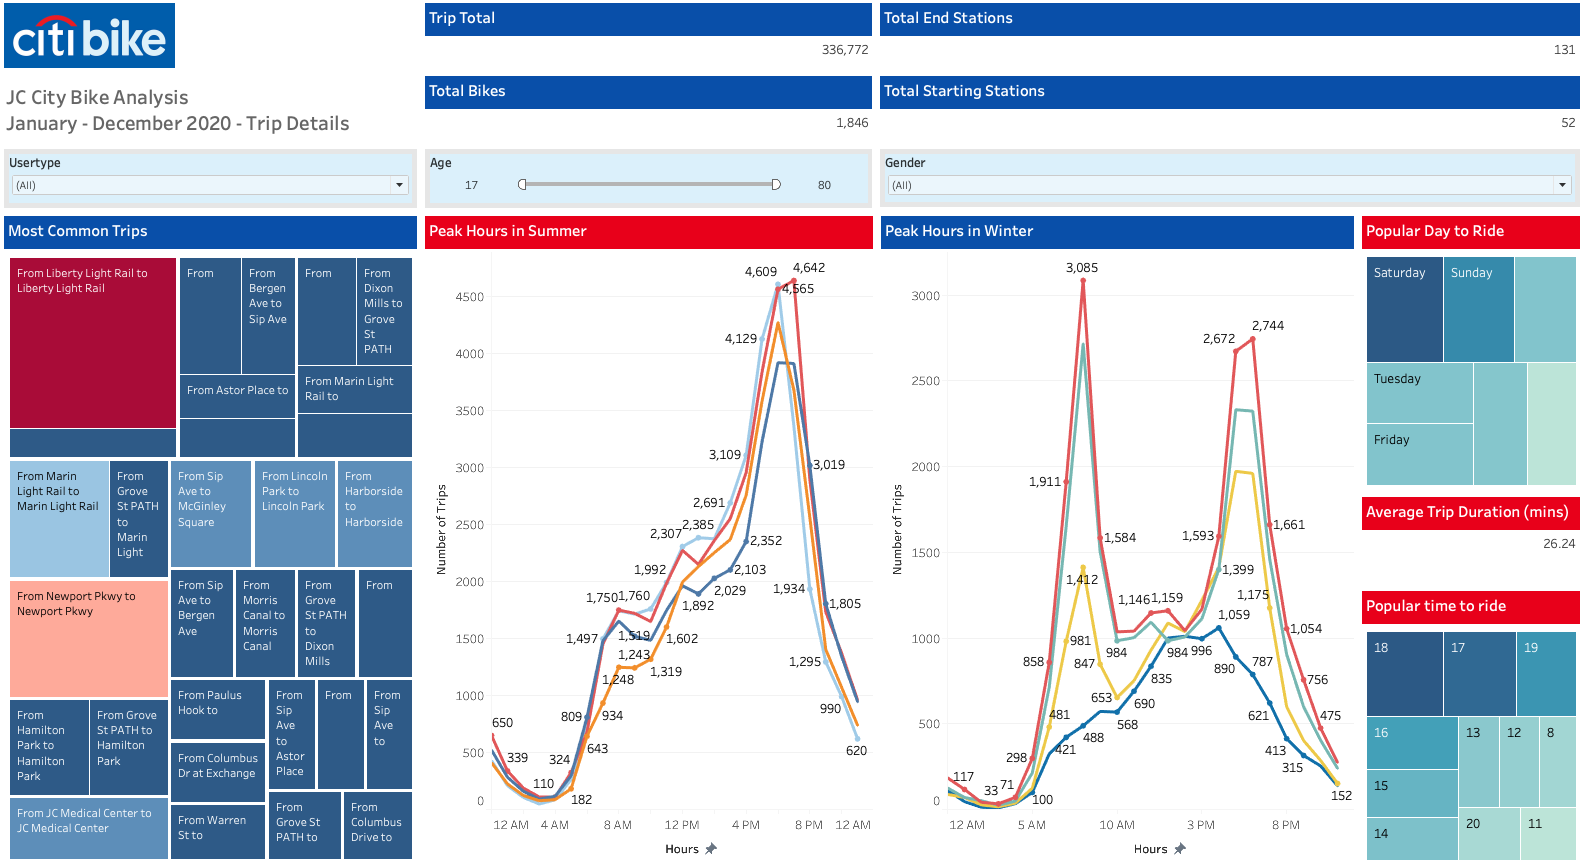 citi bike
JC City Bike Analysis
January - December 2020 - Trip Details
Trip Total
336,772
Total End Stations
131
Total Bikes
1,846
Total Starting Stations
52
Usertype
(All)
Age
17
80
Gender
(All)
Most Common Trips
From Liberty Light Rail to
Liberty Light Rail
From
From
Bergen
Ave to
Sip Ave
From
From
Dixon
Mills to
Grove
St
PATH
From Astor Place to
From Marin Light
Rail to
From Marin
Light Rail to
Marin Light Rail
From
Grove
St PATH
to
Marin
Light
From Sip
Ave to
McGinley
Square
From Lincoln
Park to
Lincoln Park
From
Harborside
to
Harborside
From Newport Pkwy to
Newport Pkwy
From Sip
Ave to
Bergen
Ave
From
Morris
Canal to
Morris
Canal
From
Grove
St PATH
to
Dixon
Mills
From
From
Hamilton
Park to
Hamilton
Park
From Grove
St PATH to
Hamilton
Park
From Paulus
Hook to
From
Sip
Ave
to
Astor
Place
From
From
Sip
Ave
to
From Columbus
Dr at Exchange
From JC Medical Center to
JC Medical Center
From Warren
St to
From
Grove St
PATH to
From
Columbus
Drive to
Peak Hours in Summer
Number of Trips
4500
4000
3500
3000
2500
2000
1500
1000
500
0
4,609
4,642
4,565
4,129
3,109
3,019
2,691
2,385
2,307
2,352
1,992
2,103
2,029
1,934
1,892
1,805
1,750
1,760
1,497
1,519
1,602
1,243
1,319
1,295
1,248
990
934
809
650
643
620
339
324
110
182
12 AM
4 AM
8 AM
12 PM
4 PM
8 PM
12 AM
Hours
Peak Hours in Winter
Number of Trips
3000
2500
2000
1500
1000
500
0
3,085
2,744
2,672
1,911
1,661
1,584
1,593
1,412
1,399
1,146
1,159
1,175
1,059
1,054
981
984
984
996
858
847
835
890
787
756
653
690
621
568
481
488
475
421
413
315
298
117
33
71
100
152
12 AM
5 AM
10 AM
3 PM
8 PM
Hours
Popular Day to Ride
Saturday
Sunday
Tuesday
Friday
Average Trip Duration (mins)
26.24
Popular time to ride
18
17
19
16
13
12
8
15
14
20
11